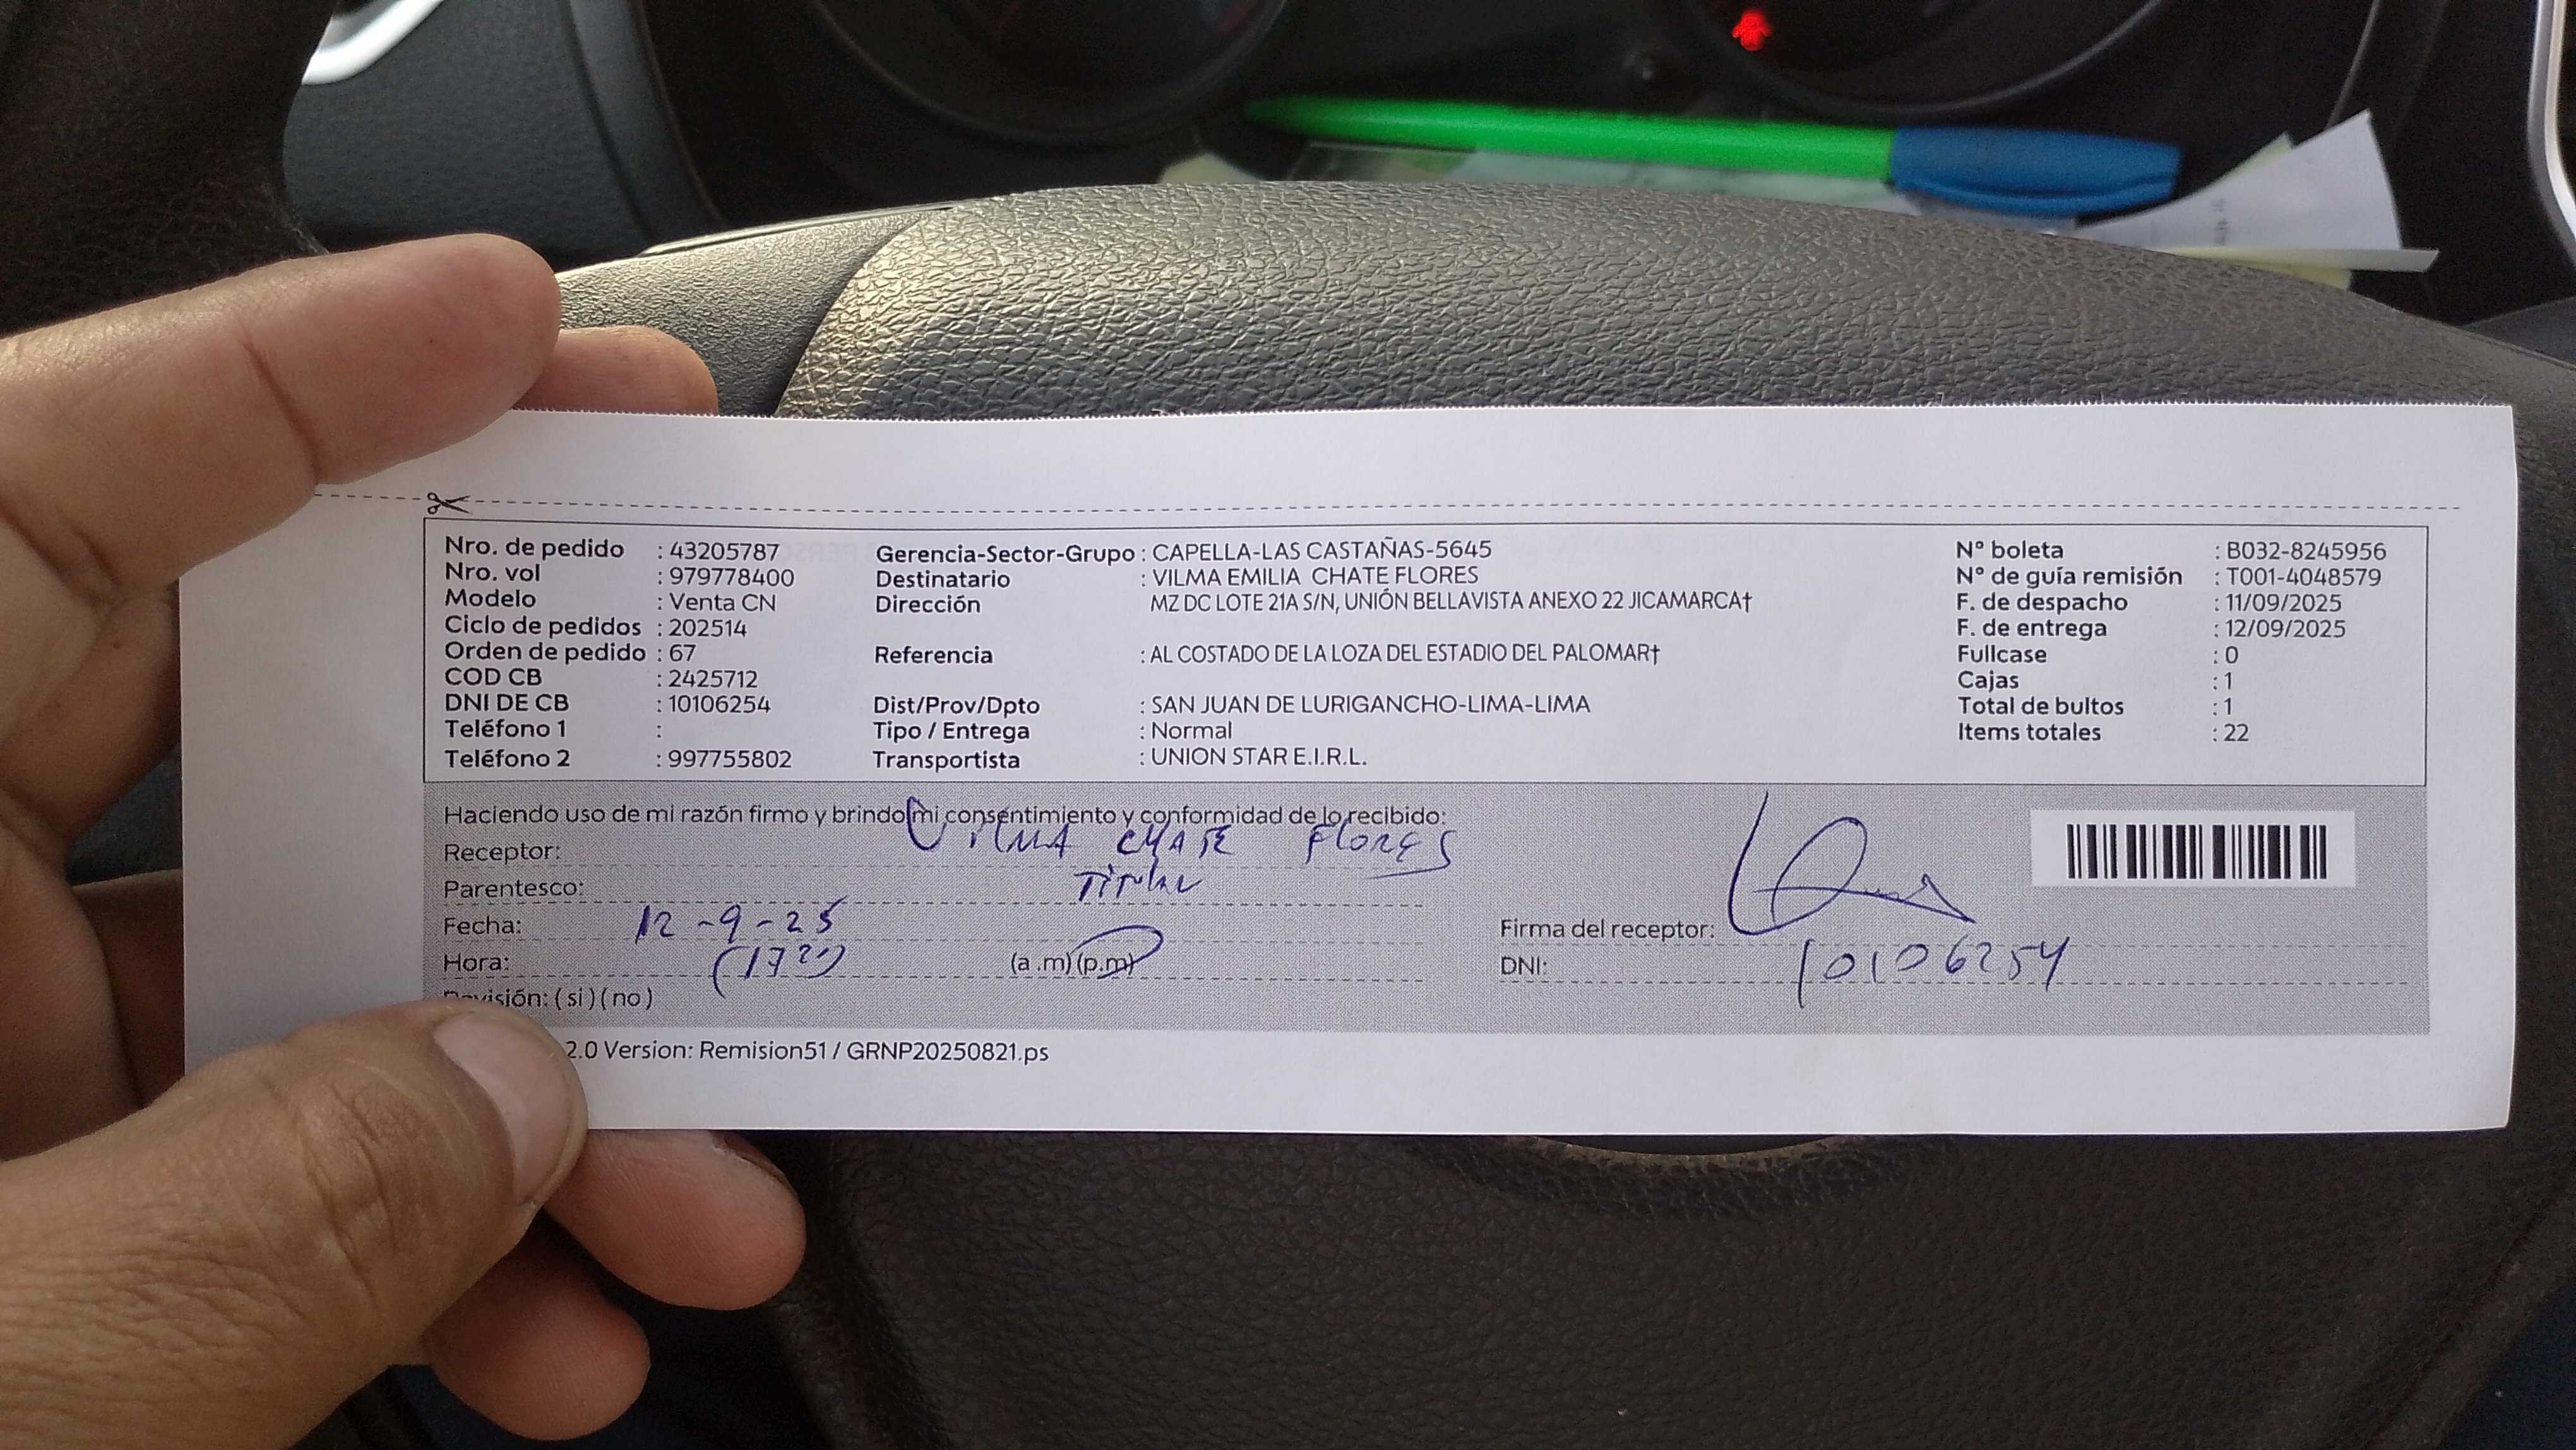 Nro. de pedido : 43205787
Nro. vol : 979778400
Modelo : Venta CN
Ciclo de pedidos : 202514
Orden de pedido : 67
COD CB : 2425712
DNI DE CB : 10106254
Teléfono 1 :
Teléfono 2 : 997755802
Gerencia-Sector-Grupo : CAPELLA-LAS CASTAÑAS-5645
Destinatario : VILMA EMILIA CHATE FLORES
Dirección MZ DC LOTE 21A S/N, UNIÓN BELLAVISTA ANEXO 22 JICAMARCA†
Referencia : AL COSTADO DE LA LOZA DEL ESTADIO DEL PALOMAR†
Dist/Prov/Dpto : SAN JUAN DE LURIGANCHO-LIMA-LIMA
Tipo / Entrega : Normal
Transportista : UNION STAR E.I.R.L.
N° boleta : B032-8245956
N° de guía remisión : T001-4048579
F. de despacho : 11/09/2025
F. de entrega : 12/09/2025
Fullcase : 0
Cajas : 1
Total de bultos : 1
Items totales : 22
Haciendo uso de mi razón firmo y brindo mi consentimiento y conformidad de lo recibido:
Receptor: VILMA CHATE FLORES
Parentesco: TITULAR
Fecha: 12-9-25
Hora: (a .m) (p.m)
(si) (no)
Firma del receptor:
DNI: 10106254
2.0 Version: Remision51 / GRNP20250821.ps